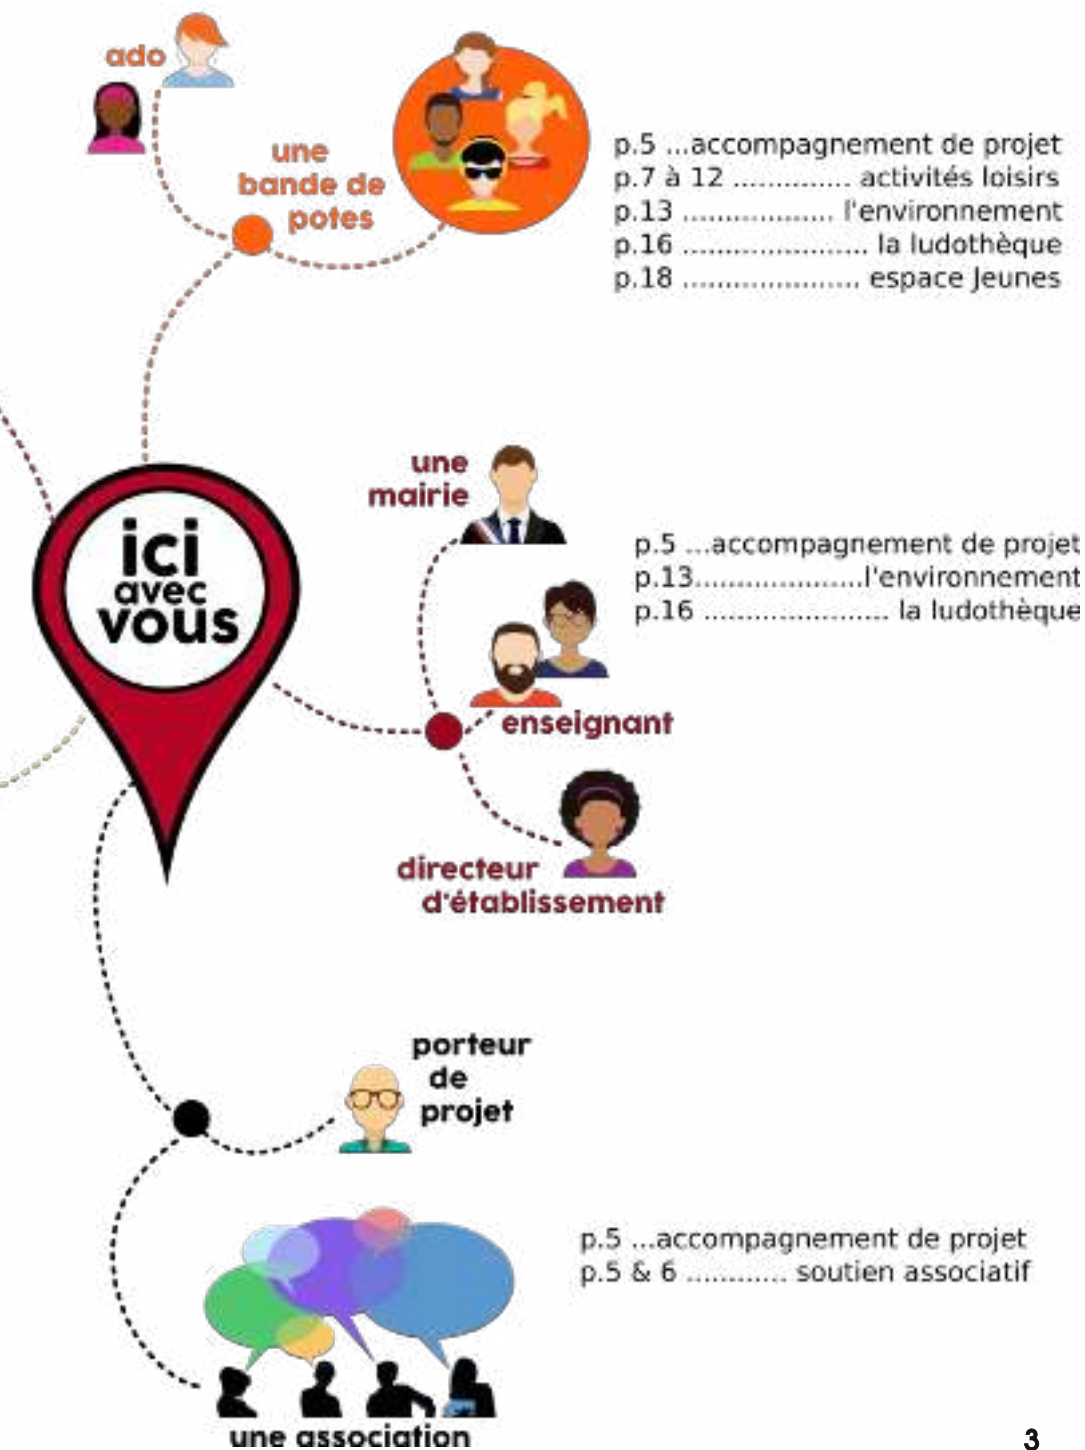 ado
une
bande de
potes
p.5 ...accompagnement de projet
p.7 à 12 .............. activités loisirs
p.13 .................. l'environnement
p.16 ...................... la ludothèque
p.18 ..................... espace Jeunes
une
mairie
p.5 ...accompagnement de projet
p.13....................l'environnement
p.16 ...................... la ludothèque
ici
avec
vous
enseignant
directeur
d'établissement
porteur
de
projet
p.5 ...accompagnement de projet
p.5 & 6 ............ soutien associatif
une association
3